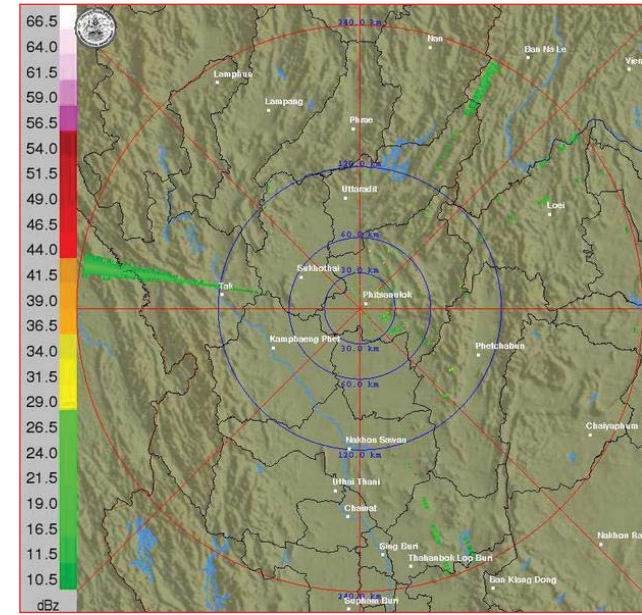 66.5
64.0
61.5
59.0
56.5
54.0
51.5
49.0
46.5
44.0
41.5
39.0
36.5
34.0
31.5
29.0
26.5
24.0
21.5
19.0
16.5
11.5
10.5
dBz
240.0 km
Nan
Ban Na Le
Vien
Lamphun
Lampang
Phrae
120.0 km
Uttaradit
Loei
60.0 km
Sukhothai
30.0 km
Tak
Phitsanulok
Kamphaeng Phet
30.0 km
Phetchabun
60.0 km
Chaiyaphum
Nakhon Sawan
120.0 km
Uthai Thani
Chainat
Sing Buri
Nakhon Ra
Thahanbok Lop Buri
Ban Klang Dong
240.0 km
Suphan Buri